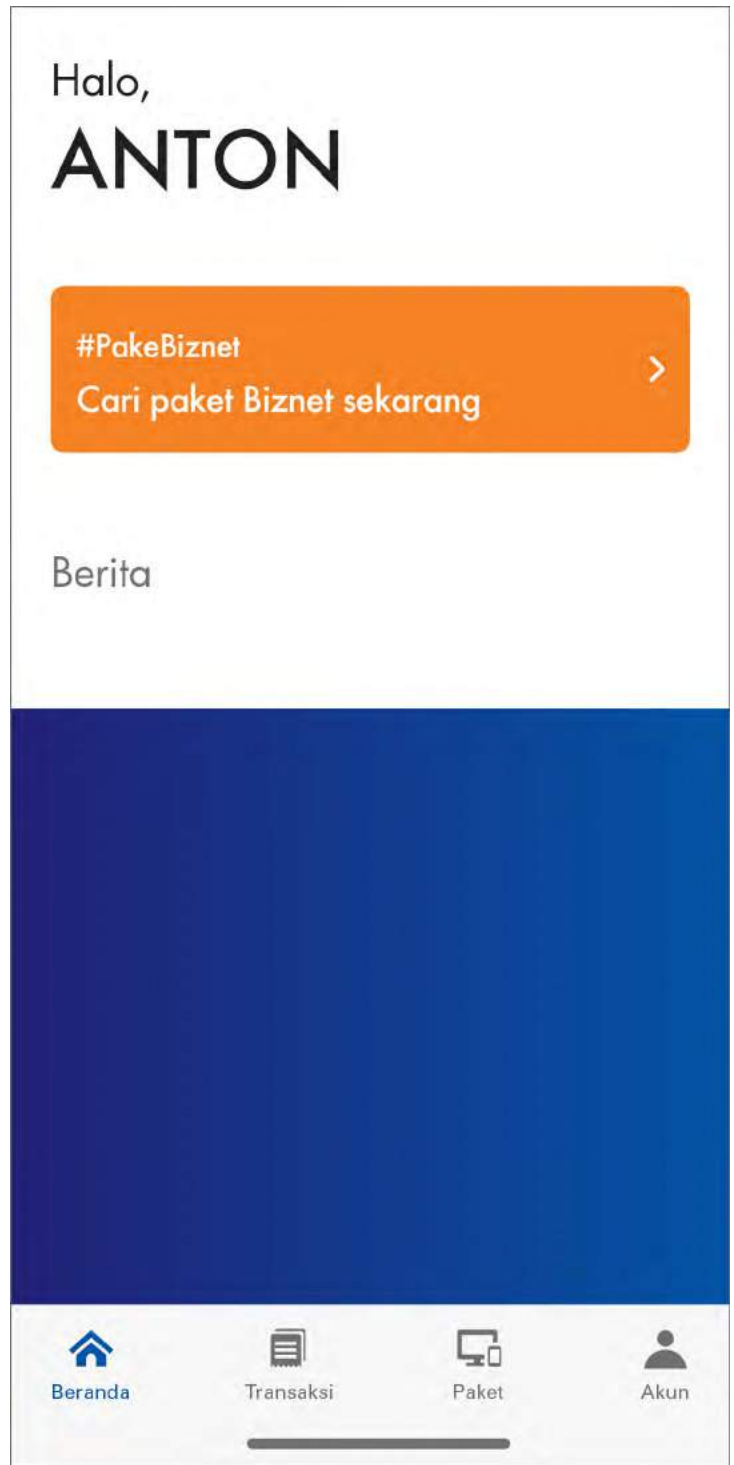 Halo,
ANTON
#PakeBiznet
Cari paket Biznet sekarang
Berita
Beranda
Transaksi
Paket
Akun